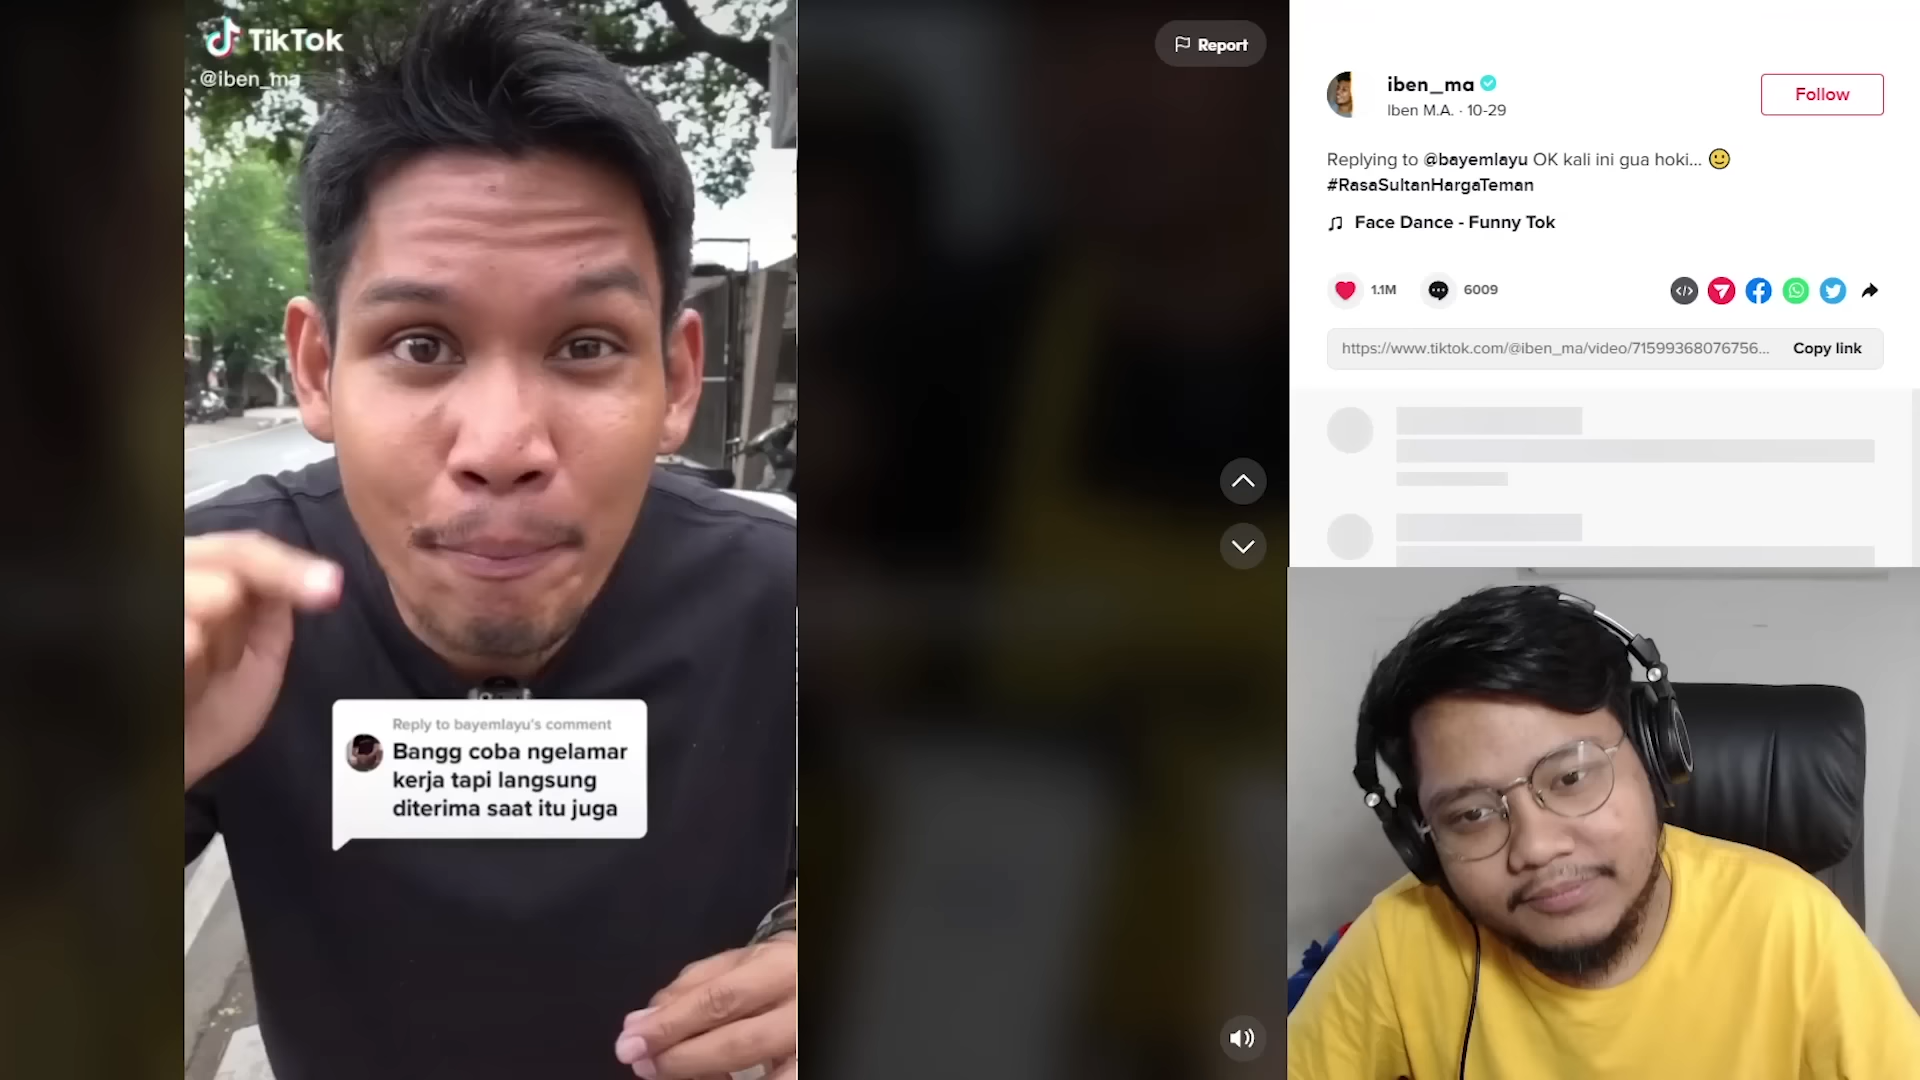 TikTok
@iben_ma
Reply to bayemlayu's comment
Bangg coba ngelamar
kerja tapi langsung
diterima saat itu juga
Report
iben_ma
Iben M.A. · 10-29
Follow
Replying to @bayemlayu OK kali ini gua hoki... 🙂
#RasaSultanHargaTeman
Face Dance - Funny Tok
1.1M
6009
https://www.tiktok.com/@iben_ma/video/71599368076756...
Copy link